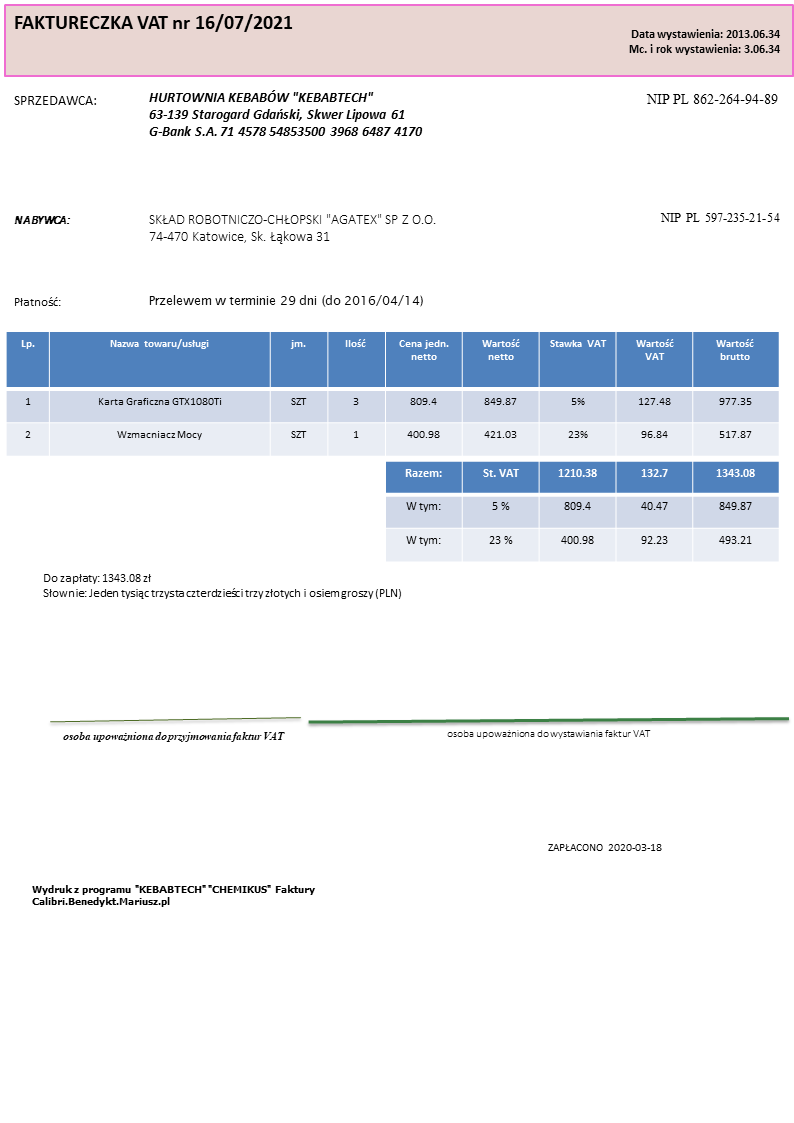 FAKTURECZKA VAT nr 16/07/2021
Data wystawienia: 2013.06.34
Mc. i rok wystawienia: 3.06.34
SPRZEDAWCA: HURTOWNIA KEBABÓW "KEBABTECH" NIP PL 862-264-94-89
63-139 Starogard Gdański, Skwer Lipowa 61
G-Bank S.A. 71 4578 54853500 3968 6487 4170
NABYWCA: SKŁAD ROBOTNICZO-CHŁOPSKI "AGATEX" SP Z O.O. NIP PL 597-235-21-54
74-470 Katowice, Sk. Łąkowa 31
Płatność: Przelewem w terminie 29 dni (do 2016/04/14)
Lp. Nazwa towaru/usługi jm. Ilość Cena jedn. netto Wartość netto Stawka VAT Wartość VAT Wartość brutto
1 Karta Graficzna GTX1080Ti SZT 3 809.4 849.87 5% 127.48 977.35
2 Wzmacniacz Mocy SZT 1 400.98 421.03 23% 96.84 517.87
Razem: St. VAT 1210.38 132.7 1343.08
W tym: 5 % 809.4 40.47 849.87
W tym: 23 % 400.98 92.23 493.21
Do zapłaty: 1343.08 zł
Słownie: Jeden tysiąc trzysta czterdzieści trzy złotych i osiem groszy (PLN)
osoba upoważniona do przyjmowania faktur VAT osoba upoważniona do wystawiania faktur VAT
ZAPŁACONO 2020-03-18
Wydruk z programu "KEBABTECH" "CHEMIKUS" Faktury
Calibri.Benedykt.Mariusz.pl